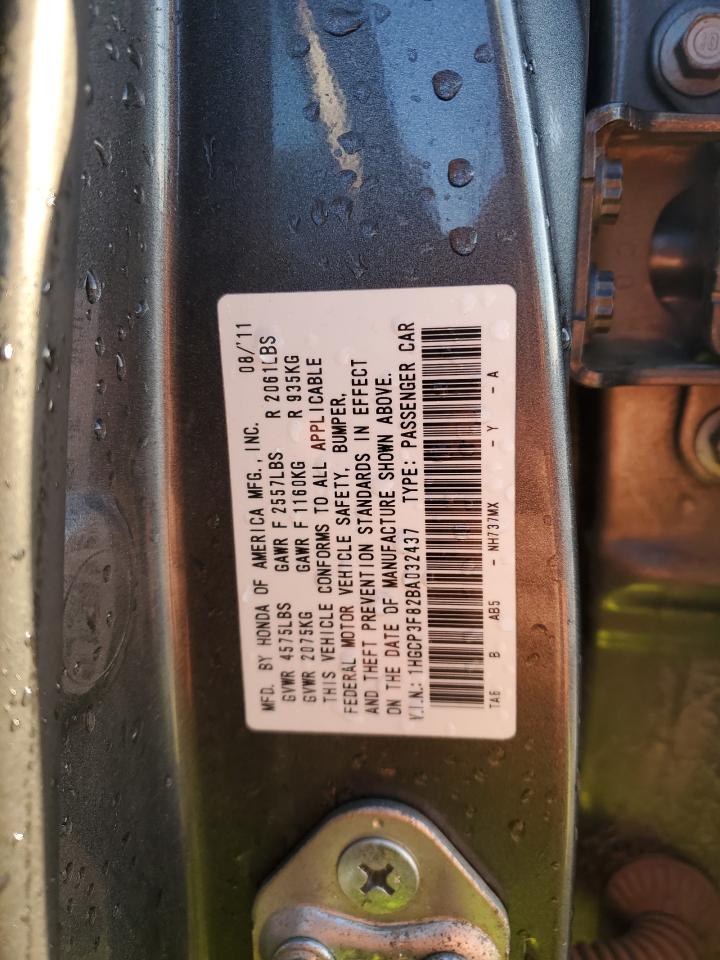 MFD. BY HONDA OF AMERICA MFG., INC. 08/'11
GVWR 4575LBS GAWR F 2557LBS R 2061LBS
GVWR 2075KG GAWR F 1160KG R 935KG
THIS VEHICLE CONFORMS TO ALL APPLICABLE
FEDERAL MOTOR VEHICLE SAFETY, BUMPER,
AND THEFT PREVENTION STANDARDS IN EFFECT
ON THE DATE OF MANUFACTURE SHOWN ABOVE.
V.I.N.: 1HGCP3F82BA032437 TYPE: PASSENGER CAR
TA6 B AB5 - NH737MX - Y - A